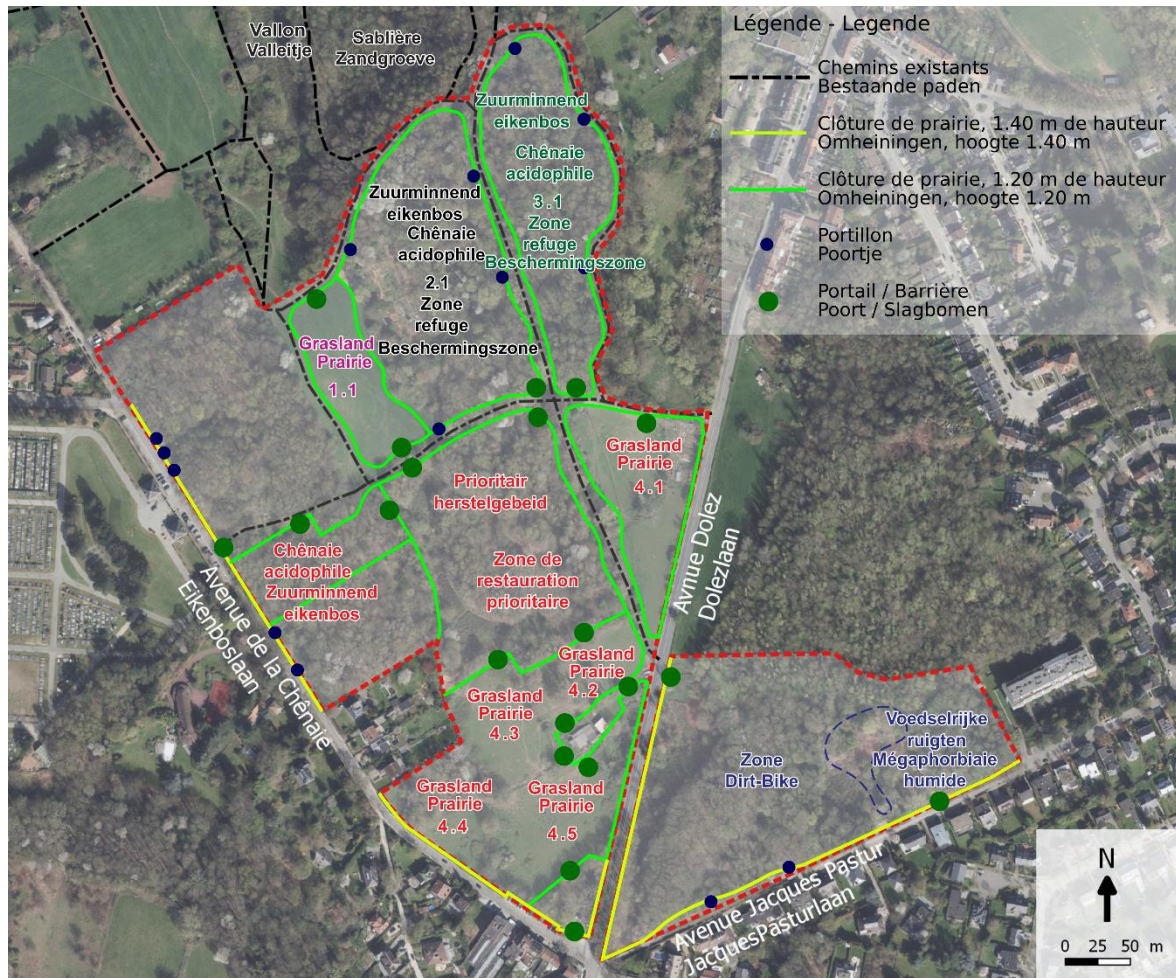 Vallon
Valleitje
Sablière
Zandgroeve
Légende - Legende
Chemins existants
Bestaande paden
Clôture de prairie, 1.40 m de hauteur
Omheiningen, hoogte 1.40 m
Clôture de prairie, 1.20 m de hauteur
Omheiningen, hoogte 1.20 m
Portillon
Poortje
Portail / Barrière
Poort / Slagbomen
Zuurminnend
eikenbos
Chênaie
acidophile
3.1
Zone
refuge
Beschermingszone
Zuurminnend
eikenbos
Chênaie
acidophile
2.1
Zone
refuge
Beschermingszone
Grasland
Prairie
1.1
Grasland
Prairie
4.1
Prioritair
herstelgebeid
Zone de
restauration
prioritaire
Chênaie
acidophile
Zuurminnend
eikenbos
Avenue de la Chênaie
Eikenboslaan
Avnue Dolez
Dolezlaan
Grasland
Prairie
4.2
Grasland
Prairie
4.3
Grasland
Prairie
4.4
Grasland
Prairie
4.5
Zone
Dirt-Bike
Voedselrijke
ruigten
Mégaphorbiaie
humide
Avenue Jacques Pastur
JacquesPasturlaan
N
0 25 50 m